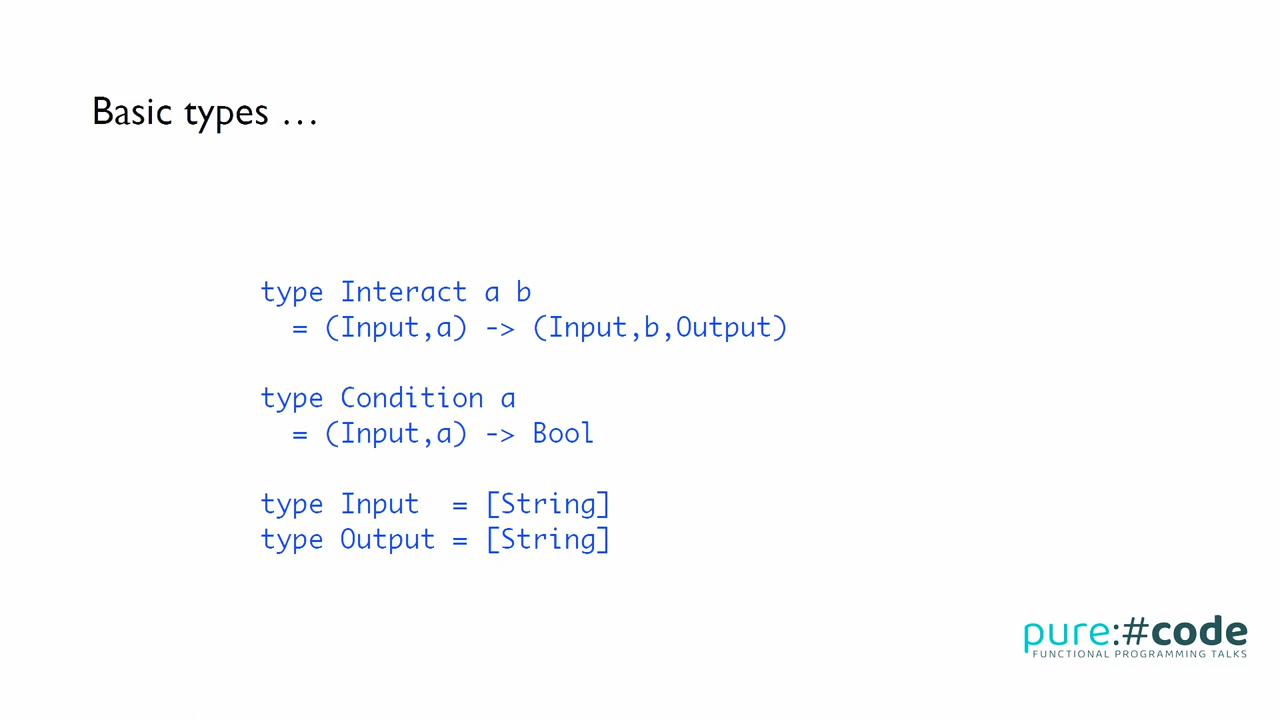 Basic types …
type Interact a b
  = (Input,a) -> (Input,b,Output)
type Condition a
  = (Input,a) -> Bool
type Input  = [String]
type Output = [String]
pure:#code
FUNCTIONAL PROGRAMMING TALKS